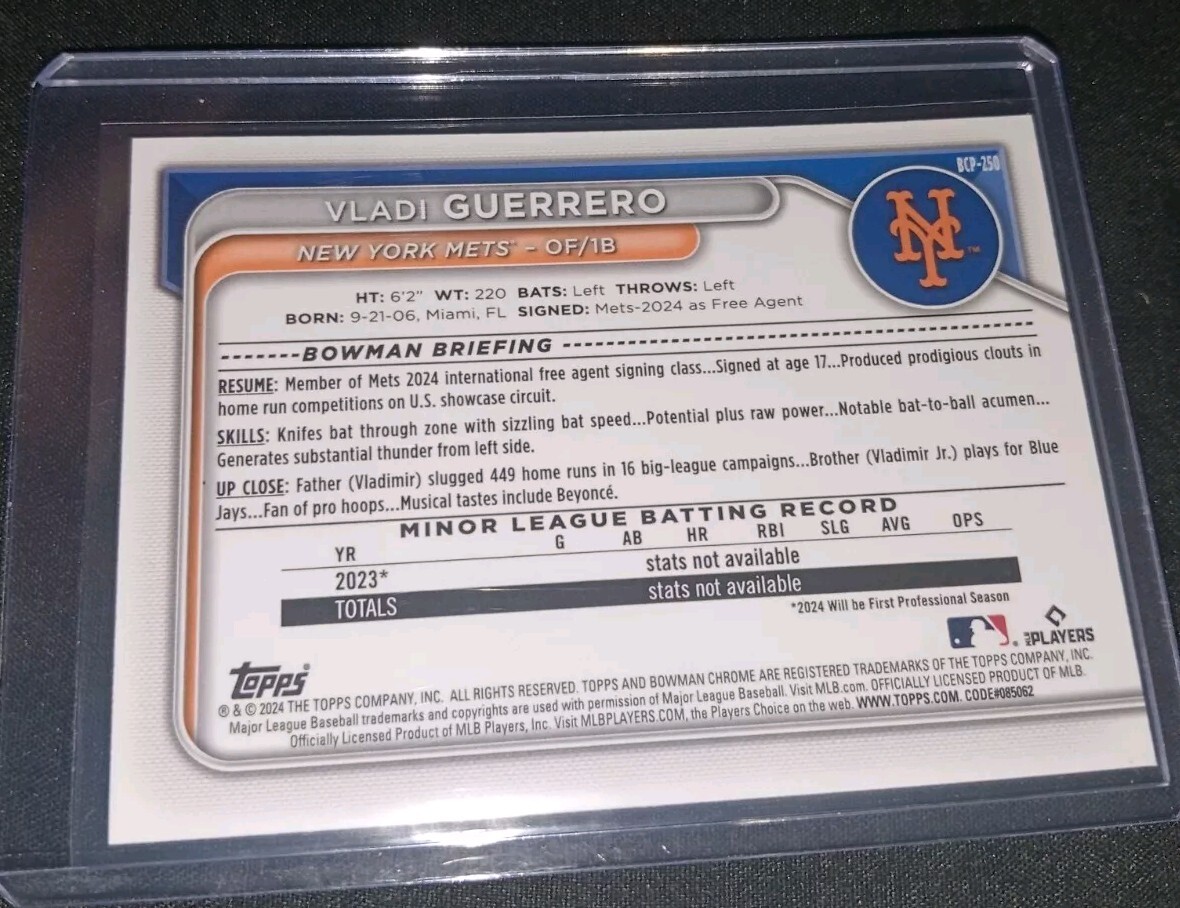 BCP-250
VLADI GUERRERO
NY
TM
NEW YORK METS® – OF/1B
HT: 6'2" WT: 220 BATS: Left THROWS: Left
BORN: 9-21-06, Miami, FL SIGNED: Mets-2024 as Free Agent
-------BOWMAN BRIEFING -------
RESUME: Member of Mets 2024 international free agent signing class...Signed at age 17...Produced prodigious clouts in
home run competitions on U.S. showcase circuit.
SKILLS: Knifes bat through zone with sizzling bat speed...Potential plus raw power...Notable bat-to-ball acumen...
Generates substantial thunder from left side.
UP CLOSE: Father (Vladimir) slugged 449 home runs in 16 big-league campaigns...Brother (Vladimir Jr.) plays for Blue
Jays...Fan of pro hoops...Musical tastes include Beyoncé.
MINOR LEAGUE BATTING RECORD
YR G AB HR RBI SLG AVG OPS
2023* stats not available
TOTALS stats not available
*2024 Will be First Professional Season
MLB PLAYERS
Topps
® & © 2024 THE TOPPS COMPANY, INC. ALL RIGHTS RESERVED. TOPPS AND BOWMAN CHROME ARE REGISTERED TRADEMARKS OF THE TOPPS COMPANY, INC.
Major League Baseball trademarks and copyrights are used with permission of Major League Baseball. Visit MLB.com. OFFICIALLY LICENSED PRODUCT OF MLB.
Officially Licensed Product of MLB Players, Inc. Visit MLBPLAYERS.COM, the Players Choice on the web. WWW.TOPPS.COM. CODE#085062